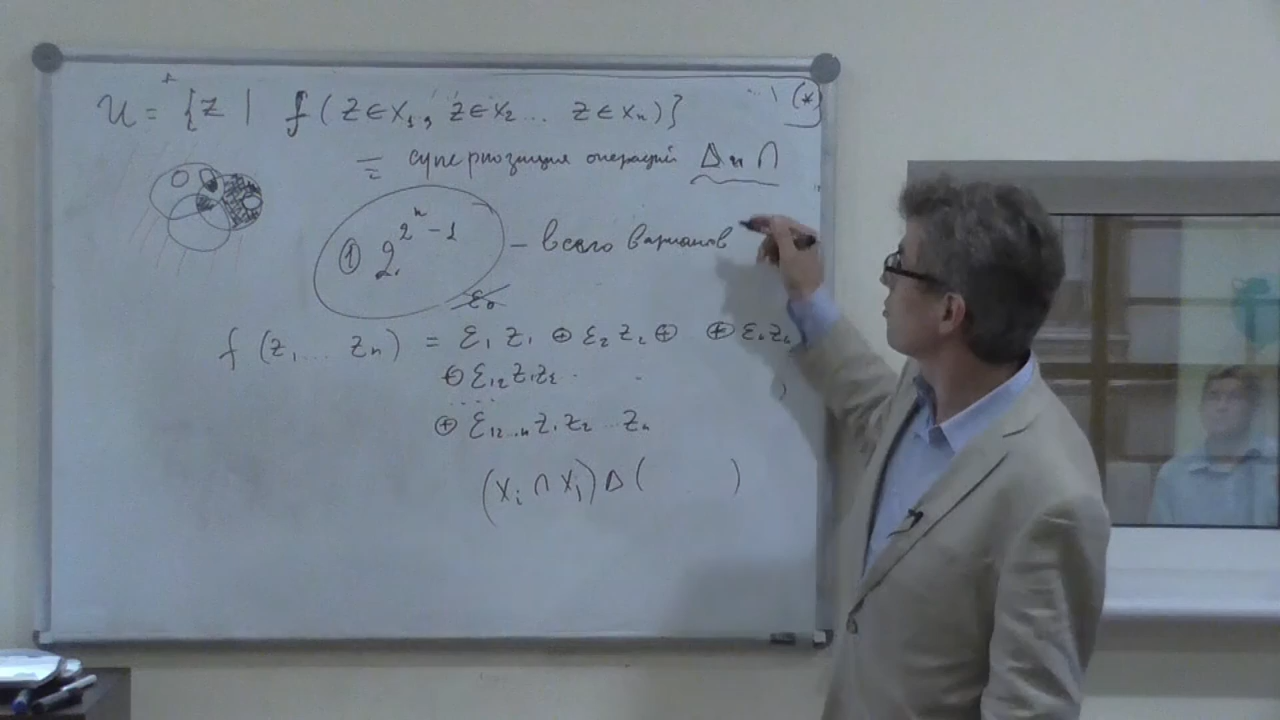 U = {z | f(z∈x₁, z∈x₂... z∈xₙ)} (*)
= суперпозиция операций Δ и ∩
① 2^{2^n - 1} – всего варианов
ε₀
f(z₁... zₙ) = ε₁z₁ ⊕ ε₂z₂ ⊕ ⊕ εₙzₙ
⊕ ε₁₂z₁z₂ . .
....
⊕ ε₁₂...ₙz₁z₂...zₙ
(xᵢ ∩ xⱼ) Δ ( )